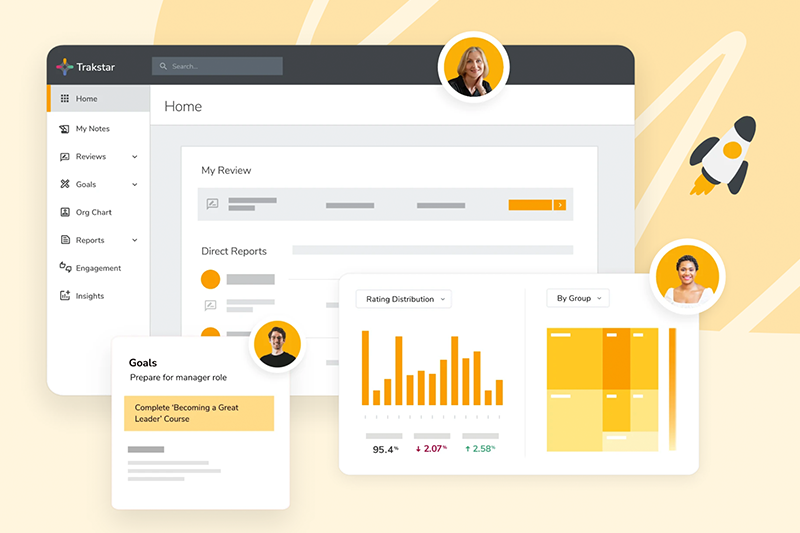 Trakstar
Search...
Home
Home
My Notes
Reviews
Goals
Org Chart
Reports
Engagement
Insights
My Review
Direct Reports
Rating Distribution
By Group
95.4%
2.07%
2.58%
Goals
Prepare for manager role
Complete ‘Becoming a Great
Leader’ Course